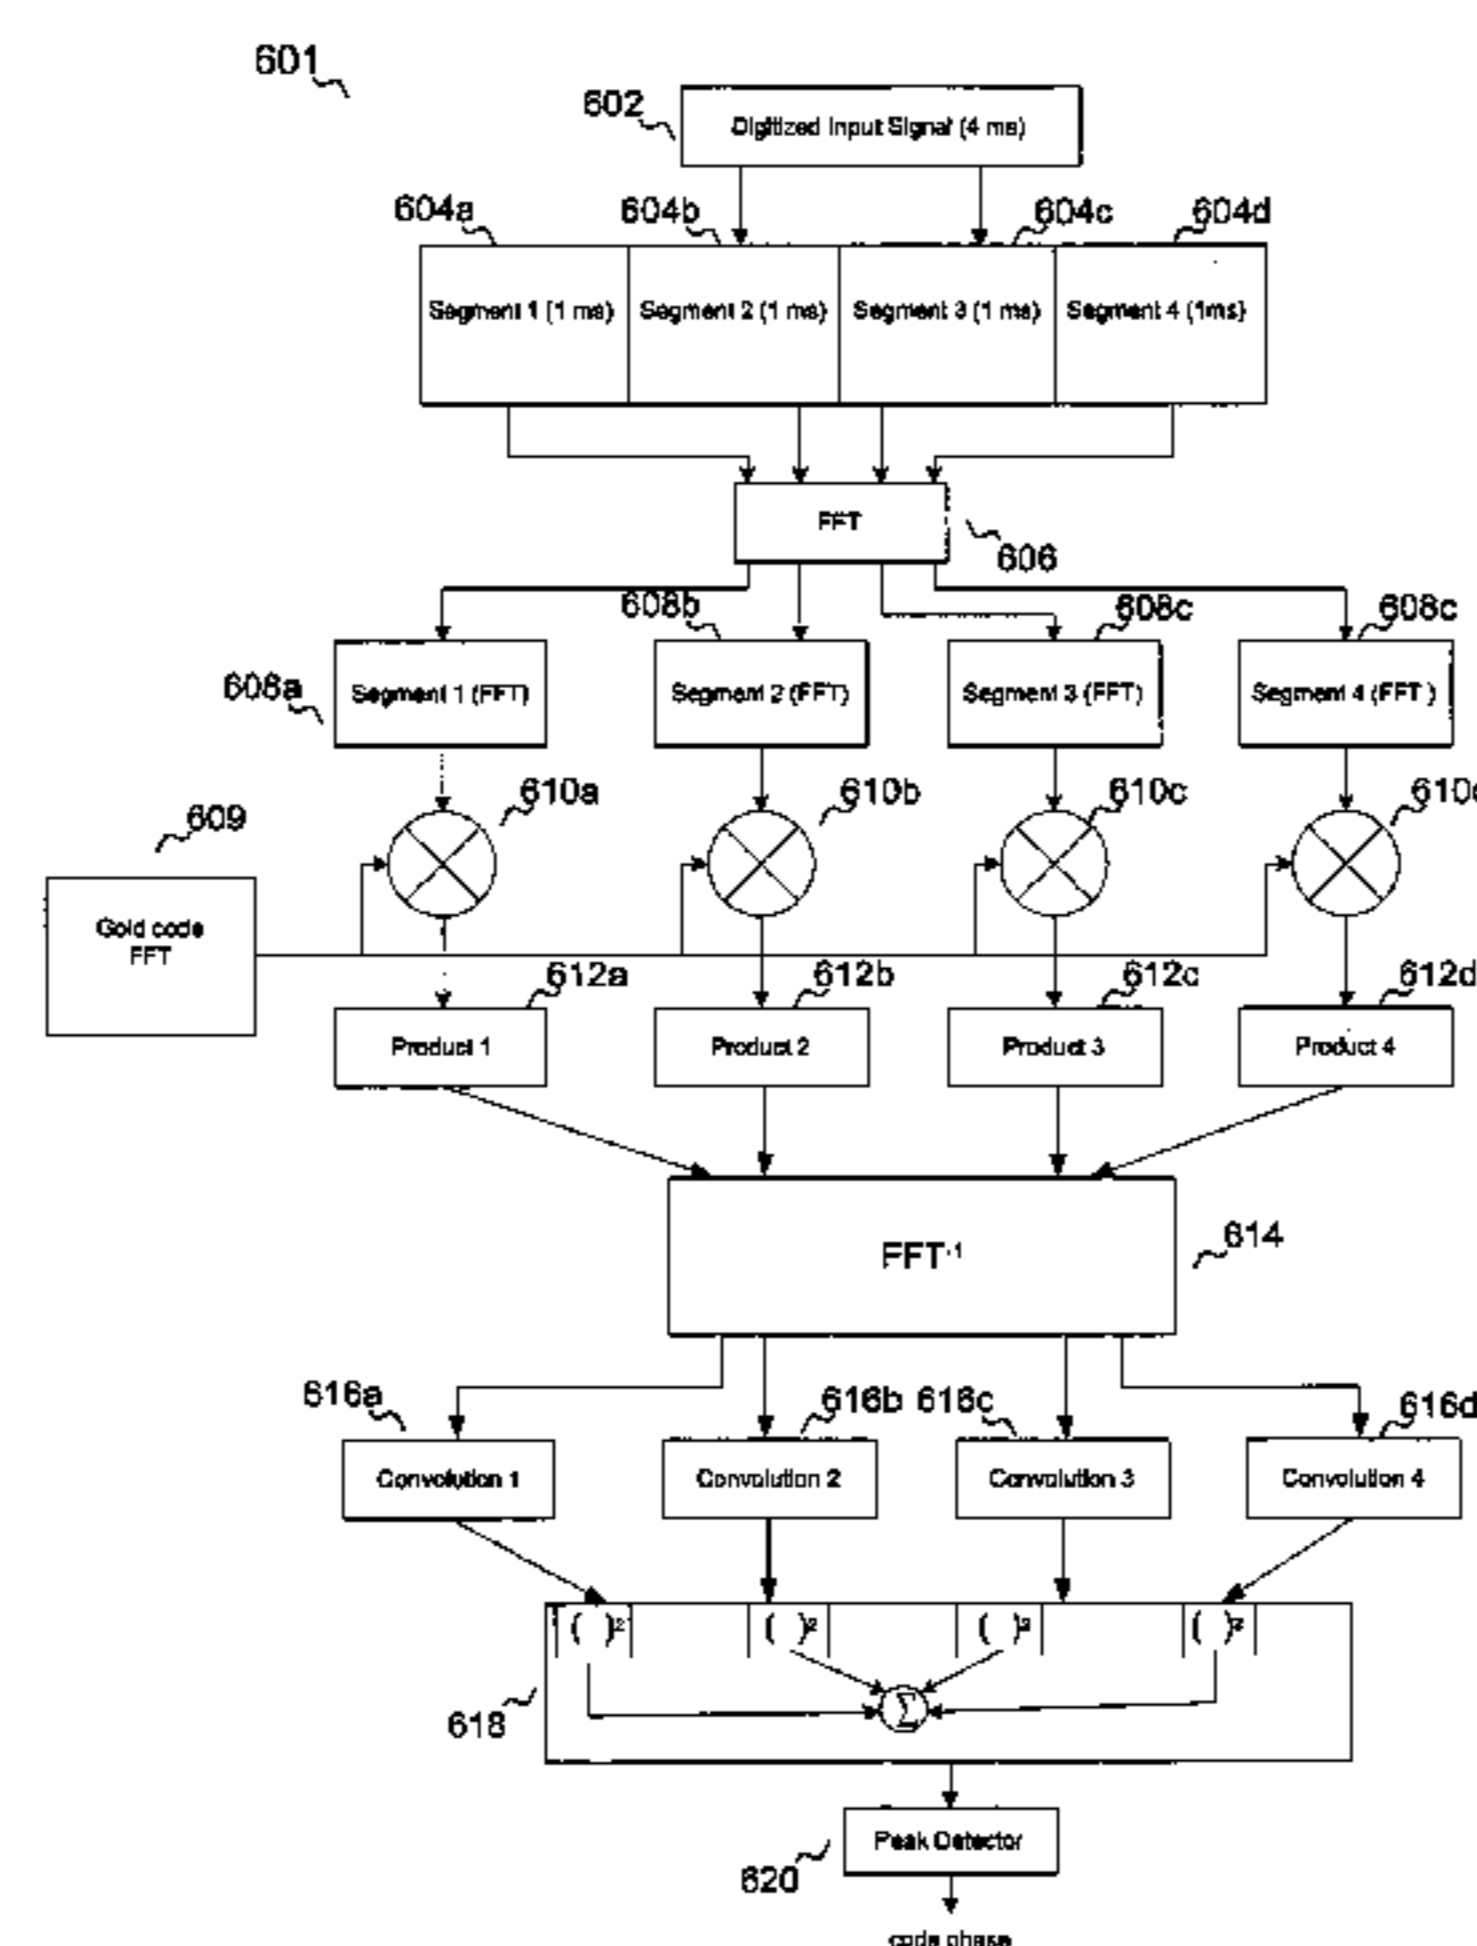 601
602
Digitized Input Signal (4 ms)
604a
604b
604c
604d
Segment 1 (1 ms)
Segment 2 (1 ms)
Segment 3 (1 ms)
Segment 4 (1ms)
FFT
606
608a
608b
608c
608c
Segment 1 (FFT)
Segment 2 (FFT)
Segment 3 (FFT)
Segment 4 (FFT )
609
610a
610b
610c
Gold code
FFT
612a
612b
612c
612d
Product 1
Product 2
Product 3
Product 4
FFT-1
614
616a
616b
616c
616d
Convolution 1
Convolution 2
Convolution 3
Convolution 4
( )2
( )2
( )2
( )2
Σ
618
Peak Detector
620
code phase